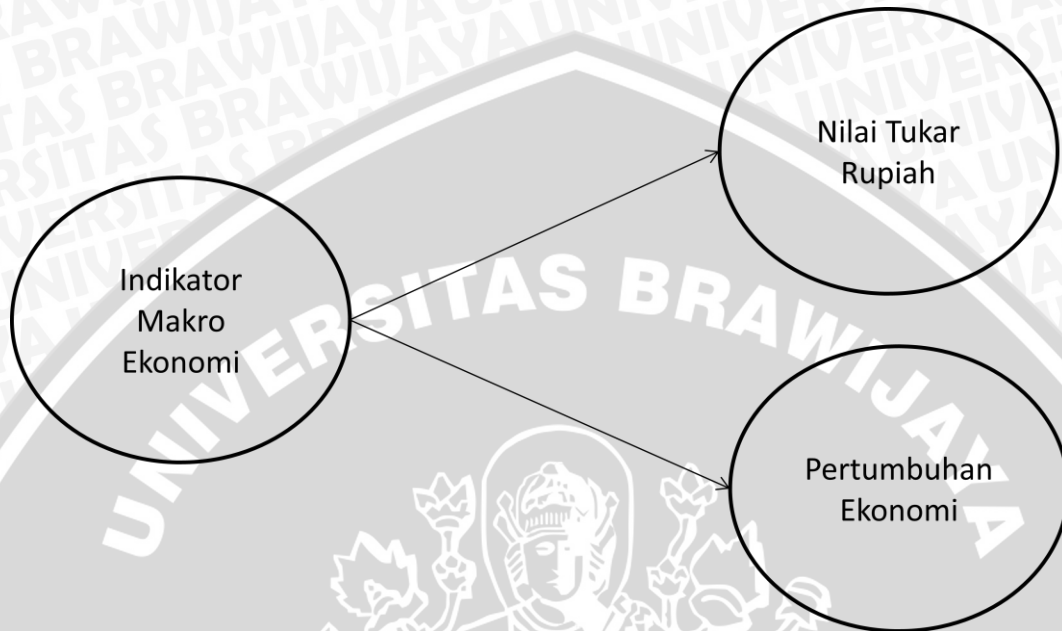 Nilai Tukar
Rupiah
Indikator
Makro
Ekonomi
UNIVERSITAS BRAWIJAYA
Pertumbuhan
Ekonomi